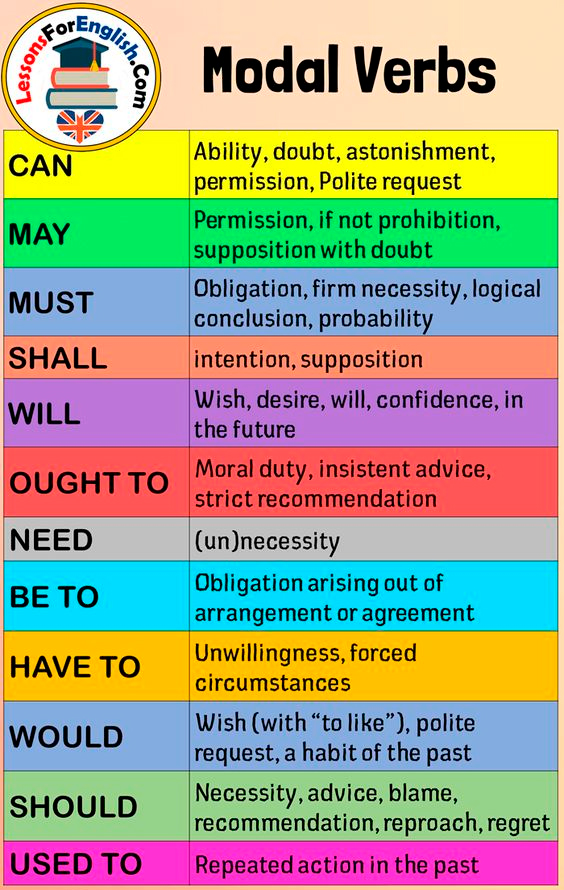 LessonsForEnglish.Com
Modal Verbs
CAN
Ability, doubt, astonishment,
permission, Polite request
MAY
Permission, if not prohibition,
supposition with doubt
MUST
Obligation, firm necessity, logical
conclusion, probability
SHALL
intention, supposition
WILL
Wish, desire, will, confidence, in
the future
OUGHT TO
Moral duty, insistent advice,
strict recommendation
NEED
(un)necessity
BE TO
Obligation arising out of
arrangement or agreement
HAVE TO
Unwillingness, forced
circumstances
WOULD
Wish (with “to like”), polite
request, a habit of the past
SHOULD
Necessity, advice, blame,
recommendation, reproach, regret
USED TO
Repeated action in the past